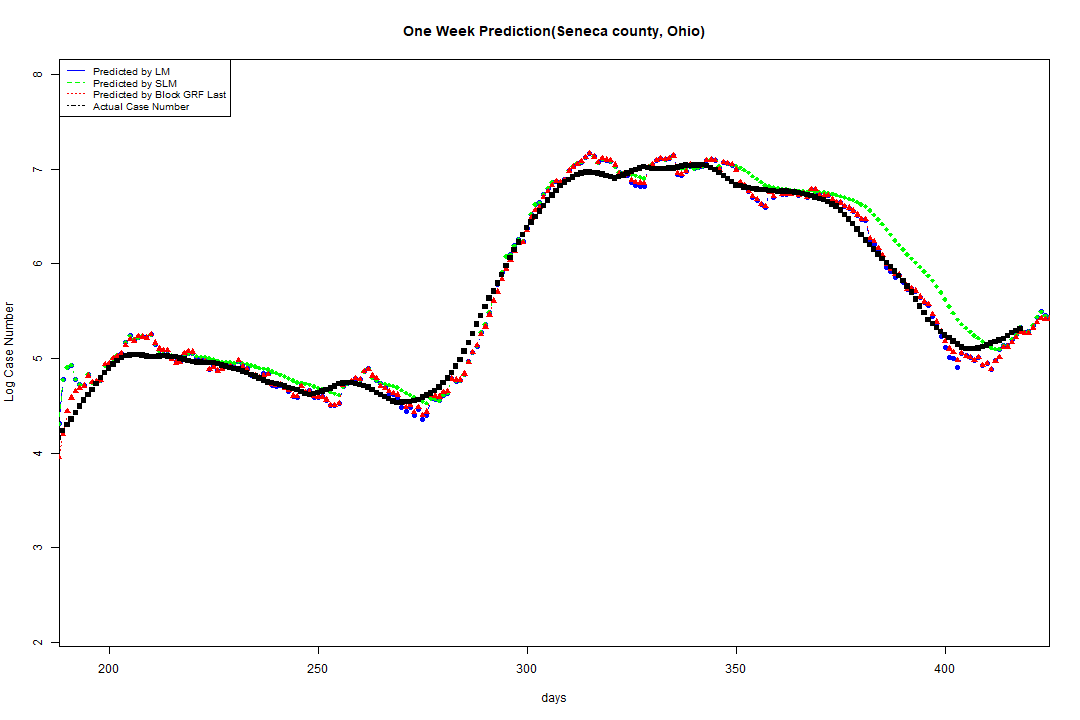 One Week Prediction(Seneca county, Ohio)
Predicted by LM
Predicted by SLM
Predicted by Block GRF Last
Actual Case Number
8
7
6
5
4
3
2
Log Case Number
200 250 300 350 400
days